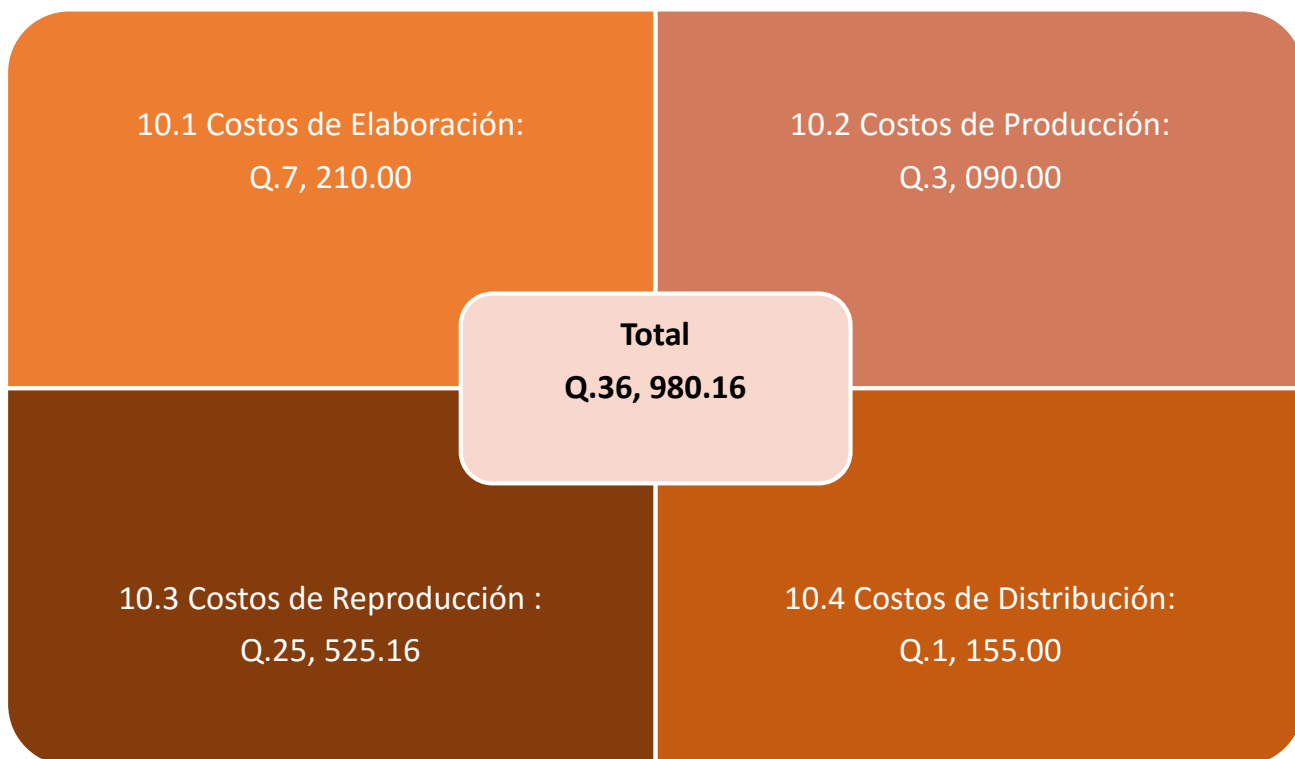 10.1 Costos de Elaboración:
Q.7, 210.00
10.2 Costos de Producción:
Q.3, 090.00
Total
Q.36, 980.16
10.3 Costos de Reproducción :
Q.25, 525.16
10.4 Costos de Distribución:
Q.1, 155.00